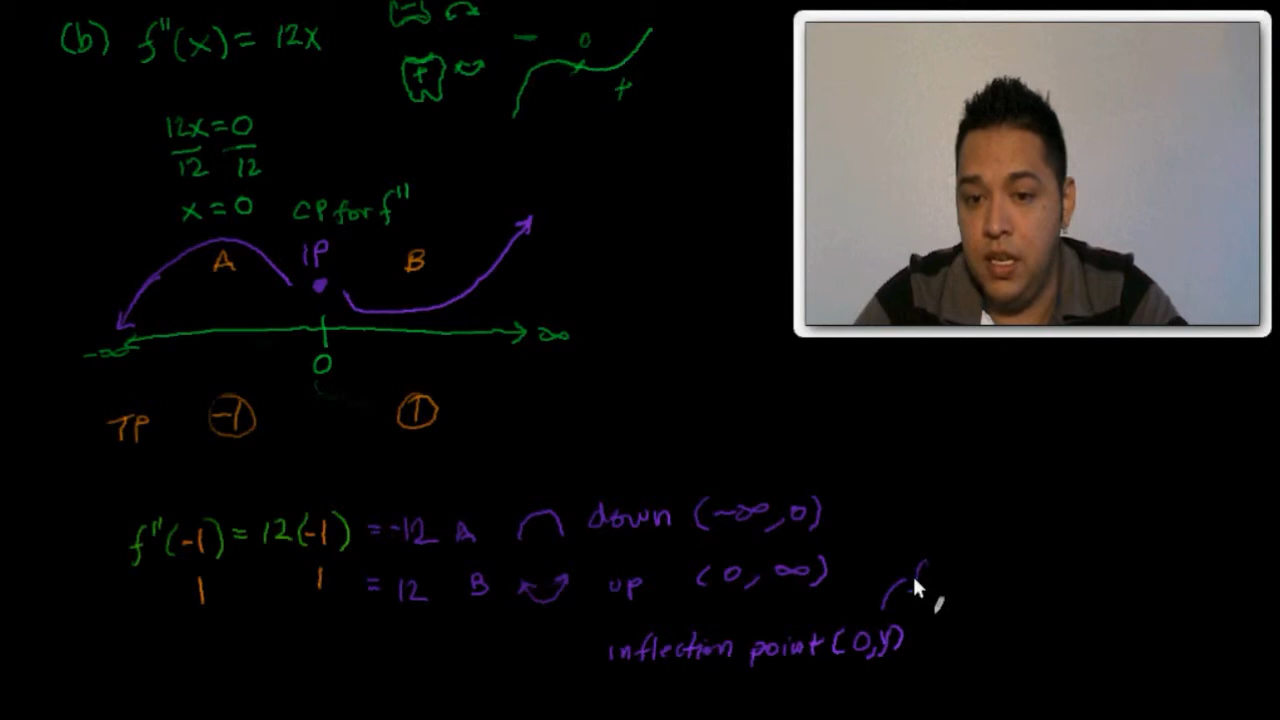 (b) f''(x) = 12x
(-)
+
− 0 +
12x = 0
12 12
x = 0 CP for f''
A IP B
-∞ 0 ∞
TP -1 1
f''(-1) = 12(-1) = -12 A down (-∞, 0)
1 1 = 12 B up (0, ∞)
inflection point (0, y)
f